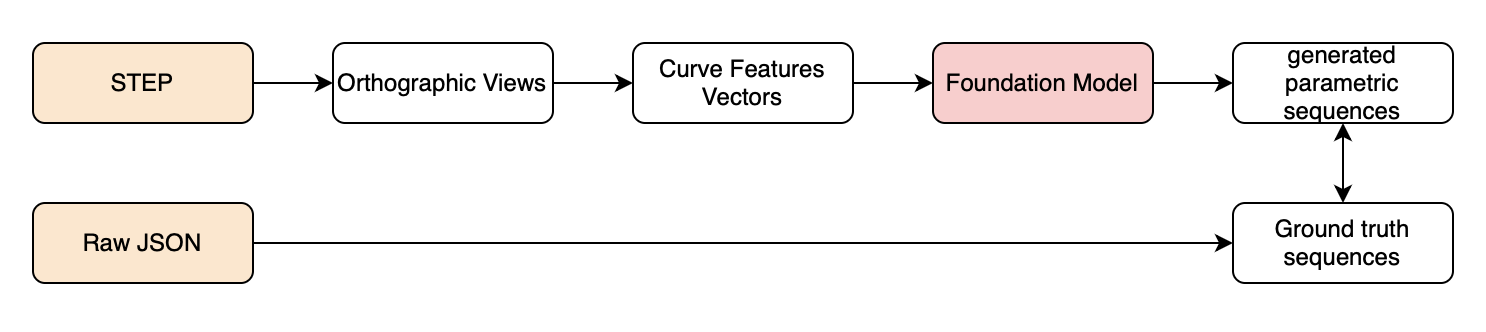 STEP
Orthographic Views
Curve Features
Vectors
Foundation Model
generated
parametric
sequences
Raw JSON
Ground truth
sequences